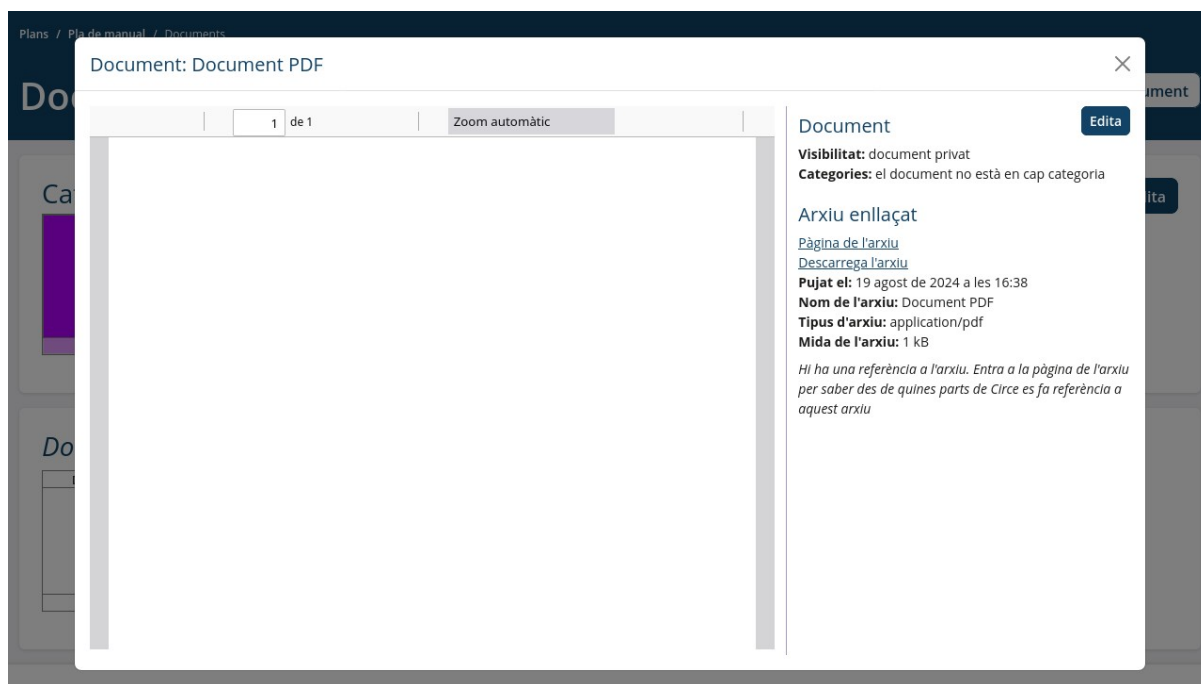 Plans / Pla de manual / Documents
Document: Document PDF
Edita
1 de 1
Zoom automàtic
Document
Visibilitat: document privat
Categories: el document no està en cap categoria
Arxiu enllaçat
Pàgina de l'arxiu
Descarrega l'arxiu
Pujat el: 19 agost de 2024 a les 16:38
Nom de l'arxiu: Document PDF
Tipus d'arxiu: application/pdf
Mida de l'arxiu: 1 kB
Hi ha una referència a l'arxiu. Entra a la pàgina de l'arxiu
per saber des de quines parts de Circe es fa referència a
aquest arxiu